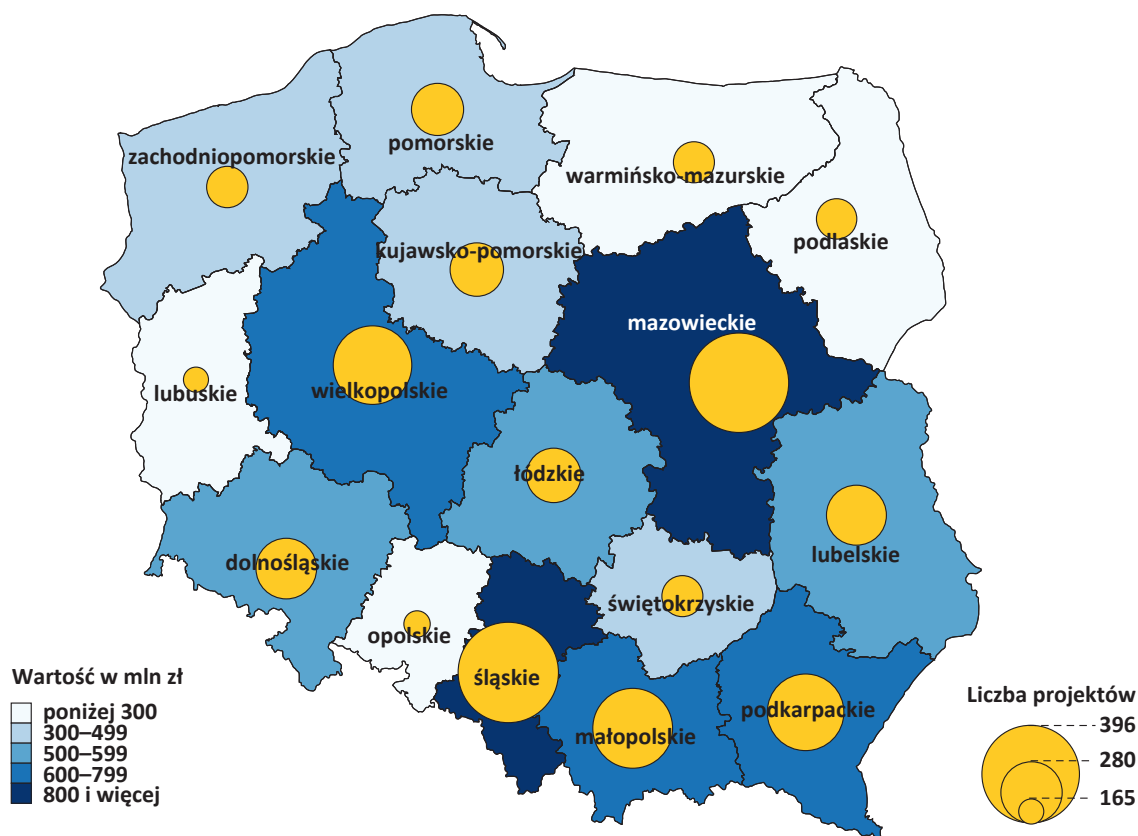 pomorskie
zachodniopomorskie
warmińsko-mazurskie
podlaskie
kujawsko-pomorskie
mazowieckie
lubuskie
wielkopolskie
łódzkie
lubelskie
dolnośląskie
świętokrzyskie
opolskie
śląskie
podkarpackie
małopolskie
Wartość w mln zł
poniżej 300
300–499
500–599
600–799
800 i więcej
Liczba projektów
396
280
165